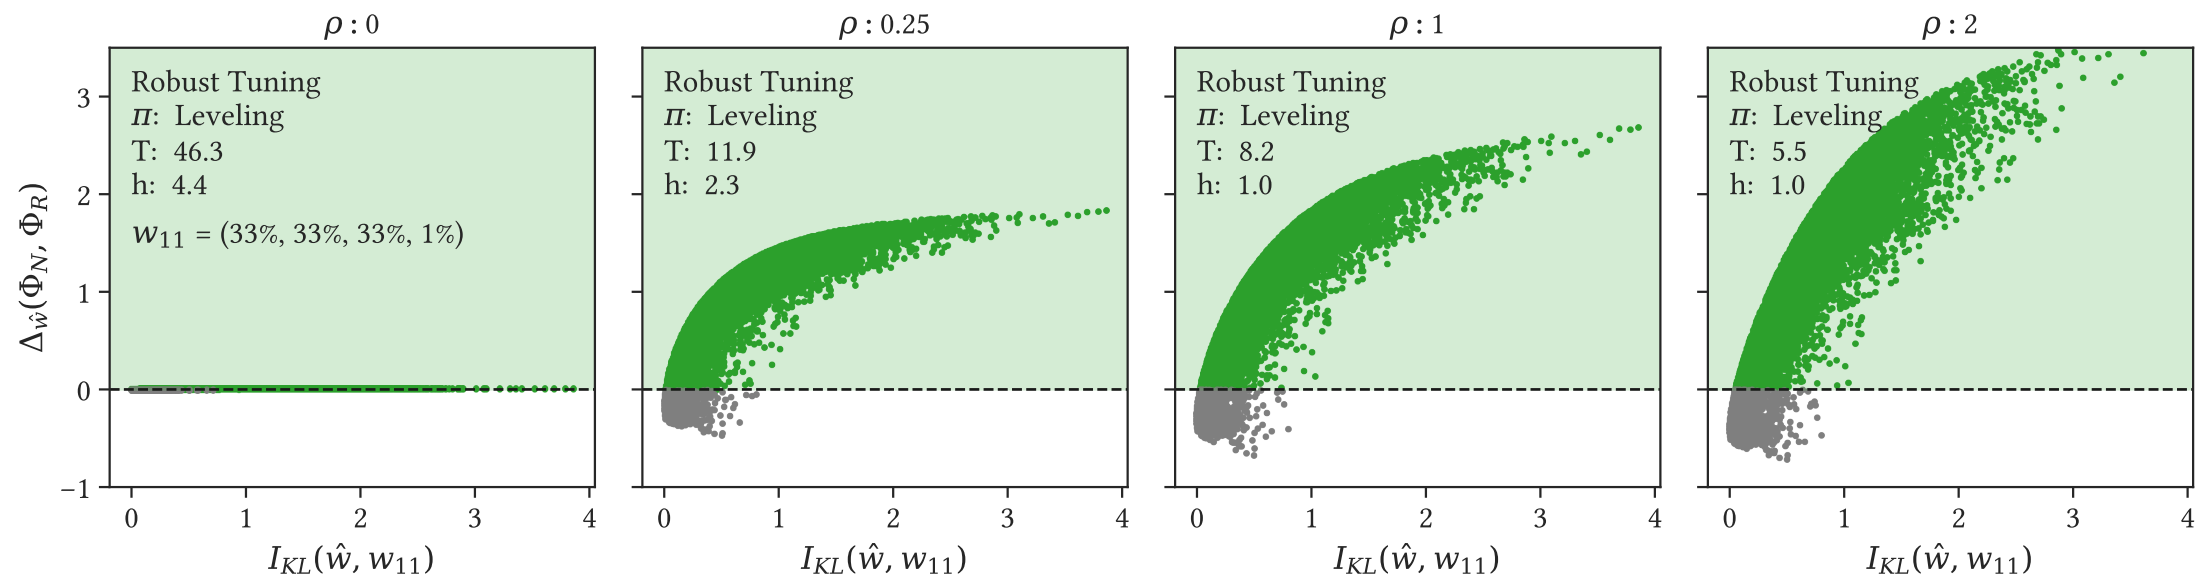 ρ : 0
ρ : 0.25
ρ : 1
ρ : 2
Δŵ(ΦN, ΦR)
3
2
1
0
−1
Robust Tuning
π: Leveling
T: 46.3
h: 4.4
w11 = (33%, 33%, 33%, 1%)
Robust Tuning
π: Leveling
T: 11.9
h: 2.3
Robust Tuning
π: Leveling
T: 8.2
h: 1.0
Robust Tuning
π: Leveling
T: 5.5
h: 1.0
0 1 2 3 4
0 1 2 3 4
0 1 2 3 4
0 1 2 3 4
IKL(ŵ, w11)
IKL(ŵ, w11)
IKL(ŵ, w11)
IKL(ŵ, w11)